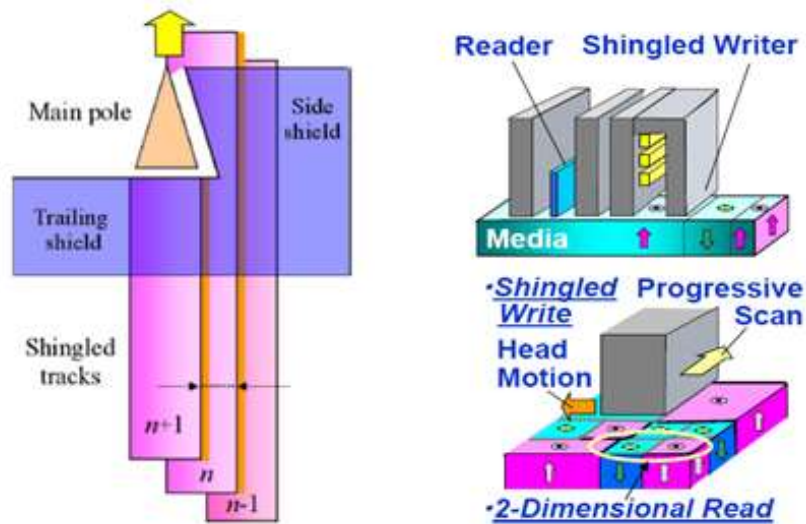 Main pole
Side
shield
Trailing
shield
Shingled
tracks
n+1
n
n-1
Reader
Shingled Writer
Media
·Shingled
Write
Progressive
Scan
Head
Motion
·2-Dimensional Read